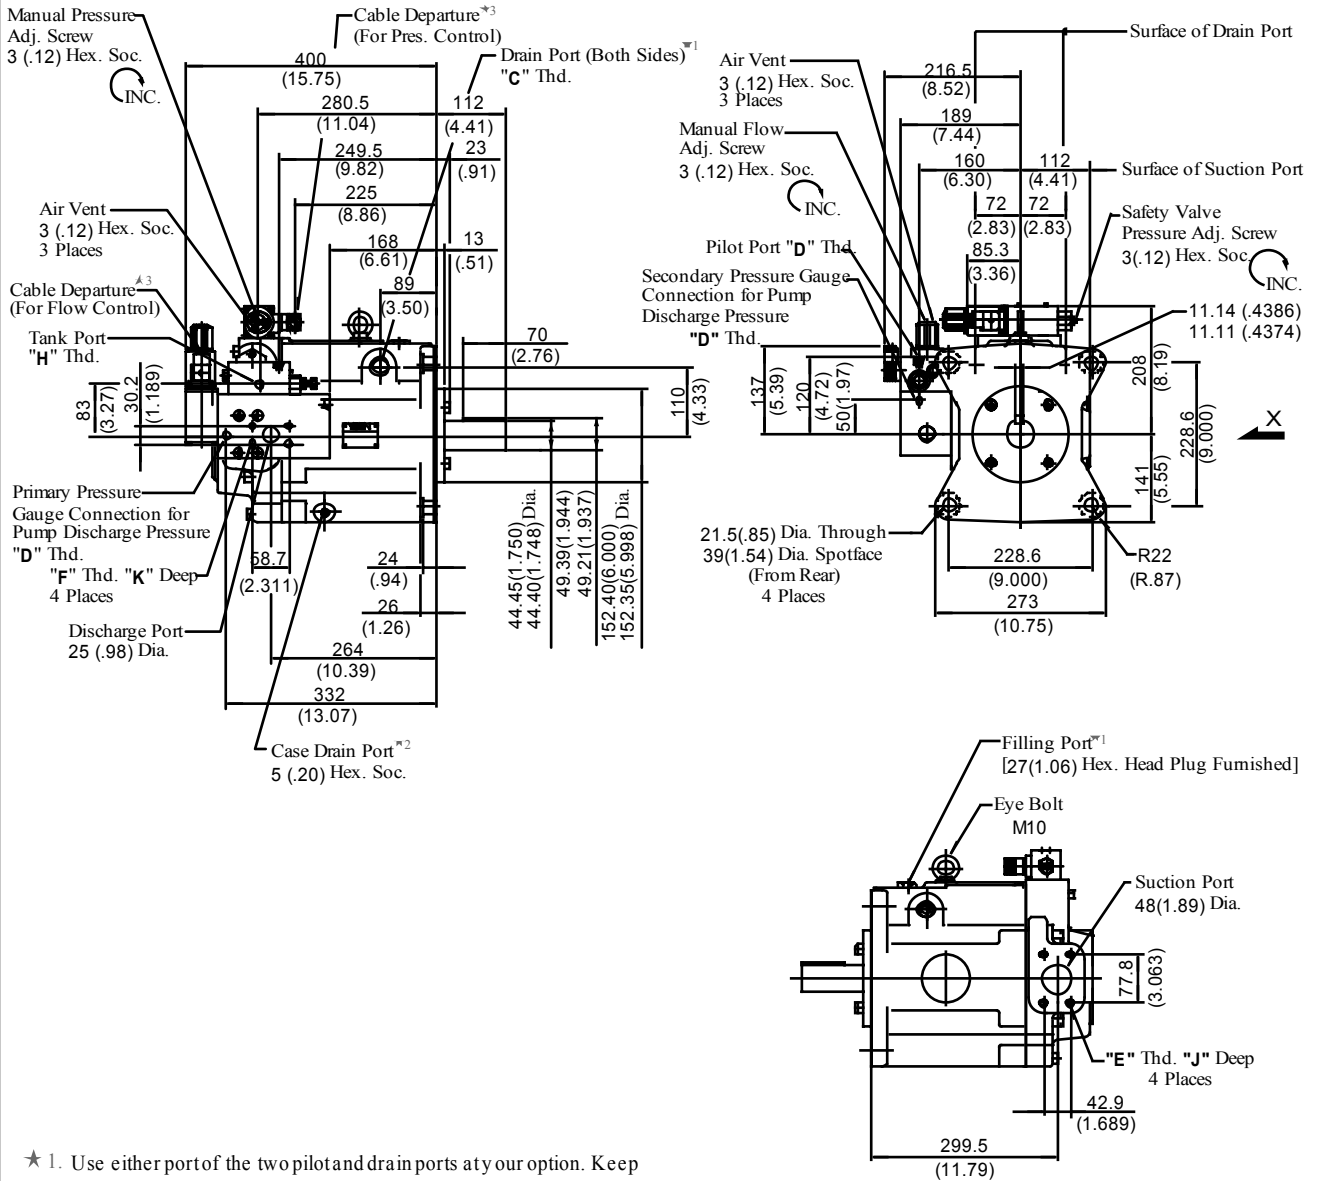 Manual Pressure
Adj. Screw
3 (.12) Hex. Soc.
INC.
Cable Departure★3
(For Pres. Control)
Drain Port (Both Sides)★1
"C" Thd.
400
(15.75)
280.5
(11.04)
112
(4.41)
249.5
(9.82)
23
(.91)
225
(8.86)
168
(6.61)
13
(.51)
89
(3.50)
Air Vent
3 (.12) Hex. Soc.
3 Places
Cable Departure★3
(For Flow Control)
Tank Port
"H" Thd.
70
(2.76)
83
(3.27)
30.2
(1.189)
110
(4.33)
Primary Pressure
Gauge Connection for
Pump Discharge Pressure
"D" Thd.
"F" Thd. "K" Deep
4 Places
58.7
(2.311)
24
(.94)
26
(1.26)
44.45(1.750)
44.40(1.748) Dia.
49.39(1.944)
49.21(1.937)
152.40(6.000)
152.35(5.998) Dia.
Discharge Port
25 (.98) Dia.
264
(10.39)
332
(13.07)
Case Drain Port★2
5 (.20) Hex. Soc.
Surface of Drain Port
Air Vent
3 (.12) Hex. Soc.
3 Places
216.5
(8.52)
189
(7.44)
Manual Flow
Adj. Screw
3 (.12) Hex. Soc.
INC.
160
(6.30)
112
(4.41)
Surface of Suction Port
72
(2.83)
72
(2.83)
Safety Valve
Pressure Adj. Screw
3(.12) Hex. Soc.
INC.
Pilot Port "D" Thd.
85.3
(3.36)
Secondary Pressure Gauge
Connection for Pump
Discharge Pressure
"D" Thd.
11.14 (.4386)
11.11 (.4374)
137
(5.39)
120
(4.72)
50(1.97)
208
(8.19)
228.6
(9.000)
141
(5.55)
X
21.5(.85) Dia. Through
39(1.54) Dia. Spotface
(From Rear)
4 Places
228.6
(9.000)
273
(10.75)
R22
(R.87)
Filling Port★1
[27(1.06) Hex. Head Plug Furnished]
Eye Bolt
M10
Suction Port
48(1.89) Dia.
77.8
(3.063)
"E" Thd. "J" Deep
4 Places
42.9
(1.689)
299.5
(11.79)
★ 1. Use either port of the two pilot and drain ports at your option. Keep